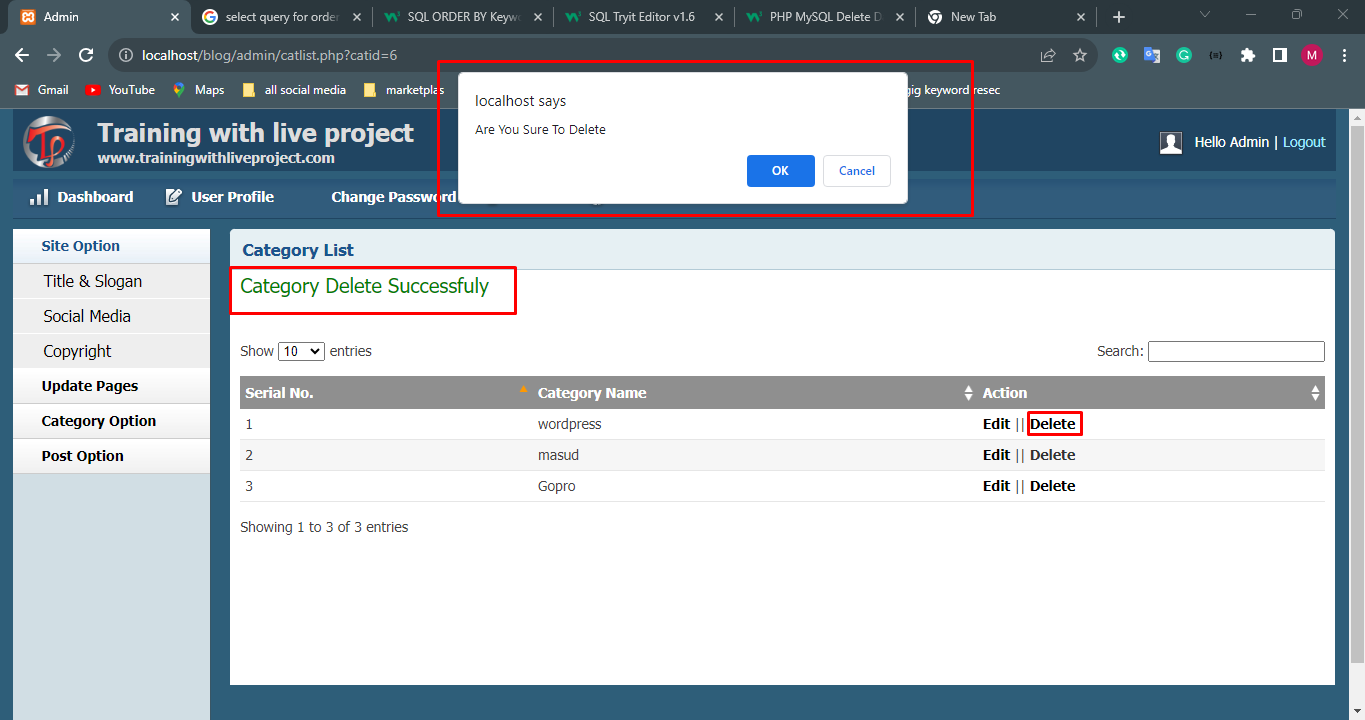 Admin
select query for order
SQL ORDER BY Keyw
SQL Tryit Editor v1.6
PHP MySQL Delete D
New Tab
localhost/blog/admin/catlist.php?catid=6
M
Gmail
YouTube
Maps
all social media
marketplas
gig keyword resec
localhost says
Are You Sure To Delete
OK
Cancel
Training with live project
www.trainingwithliveproject.com
Hello Admin | Logout
Dashboard
User Profile
Change Password
Site Option
Title & Slogan
Social Media
Copyright
Update Pages
Category Option
Post Option
Category List
Category Delete Successfuly
Show 10 entries
Search:
Serial No. Category Name Action
1 wordpress Edit || Delete
2 masud Edit || Delete
3 Gopro Edit || Delete
Showing 1 to 3 of 3 entries